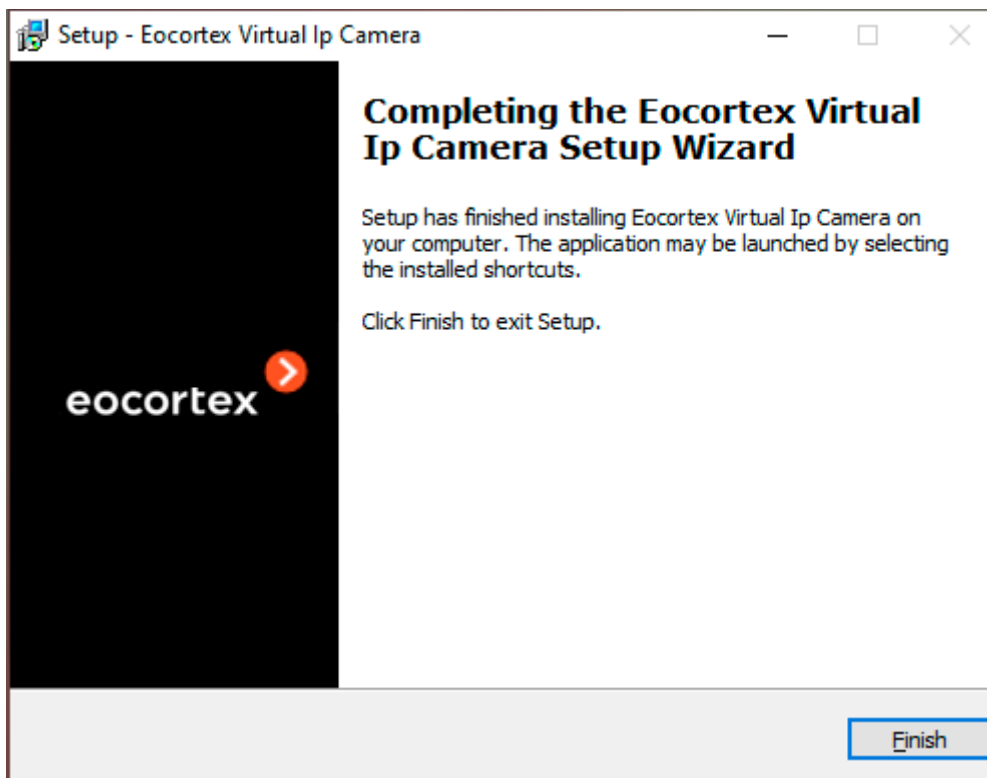 Setup - Eocortex Virtual Ip Camera
Completing the Eocortex Virtual
Ip Camera Setup Wizard
Setup has finished installing Eocortex Virtual Ip Camera on
your computer. The application may be launched by selecting
the installed shortcuts.
Click Finish to exit Setup.
eocortex
Finish